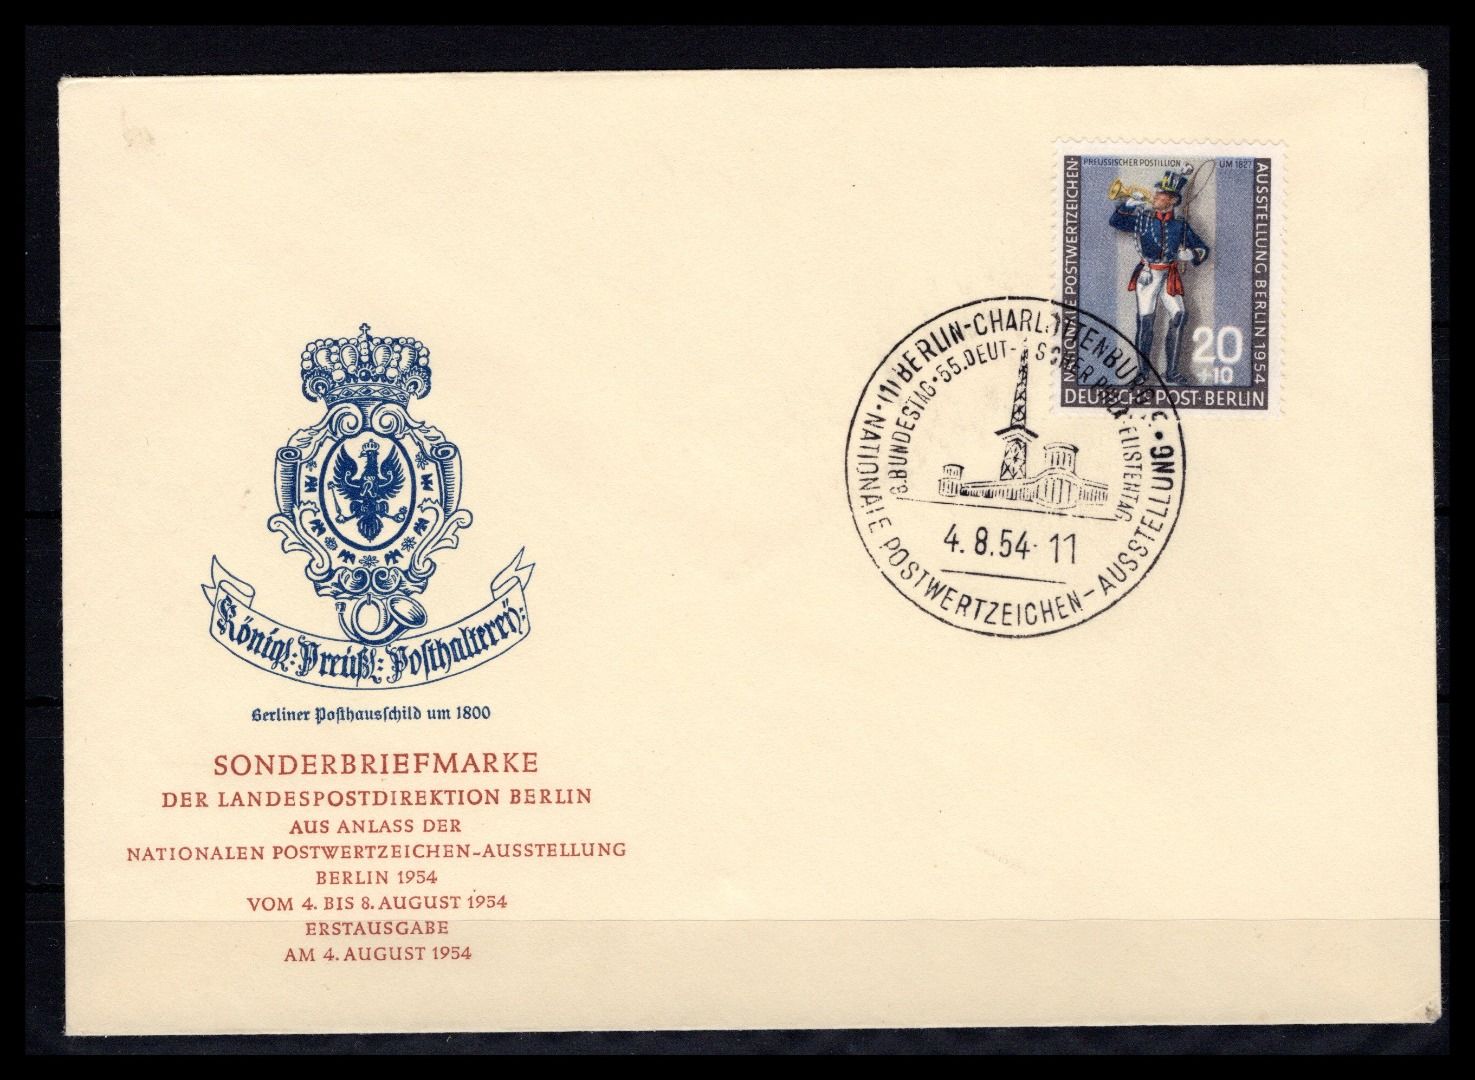 PREUSSISCHER POSTILLION UM 1827
NATIONALE POSTWERTZEICHEN-
AUSSTELLUNG BERLIN 1954
20
+10
DEUTSCHE POST·BERLIN
(1) BERLIN-CHARLOTTENBURG
NATIONALE POSTWERTZEICHEN-AUSSTELLUNG
BUNDESTAG·55.DEUT-SCHER
4.8.54-11
Königl: Preüßl: Posthalterey:
Berliner Posthausschild um 1800
SONDERBRIEFMARKE
DER LANDESPOSTDIREKTION BERLIN
AUS ANLASS DER
NATIONALEN POSTWERTZEICHEN-AUSSTELLUNG
BERLIN 1954
VOM 4. BIS 8. AUGUST 1954
ERSTAUSGABE
AM 4. AUGUST 1954